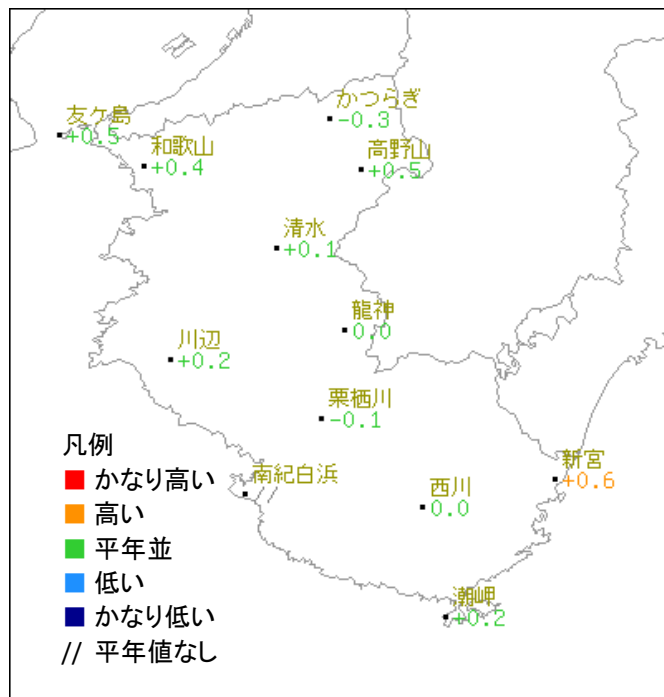 友ケ島
+0.5
かつらぎ
-0.3
和歌山
+0.4
高野山
+0.5
清水
+0.1
龍神
0.0
川辺
+0.2
栗栖川
-0.1
南紀白浜
//
西川
0.0
新宮
+0.6
潮岬
+0.2
凡例
かなり高い
高い
平年並
低い
かなり低い
// 平年値なし